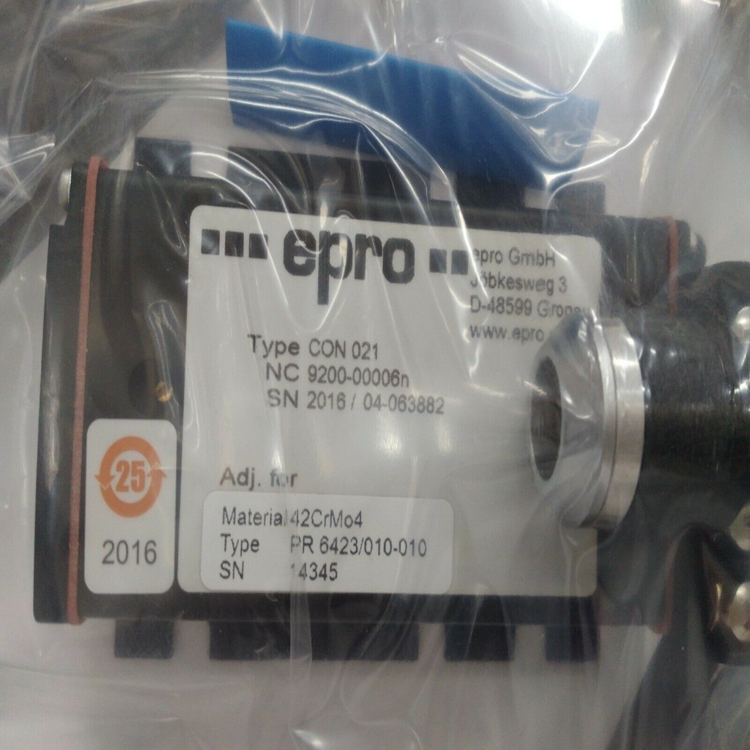 epro
epro GmbH
Jöbkesweg 3
D-48599 Gronau
www.epro
Type CON 021
NC 9200-00006n
SN 2016 / 04-063882
Adj. for
Material 42CrMo4
Type PR 6423/010-010
SN 14345
25
2016